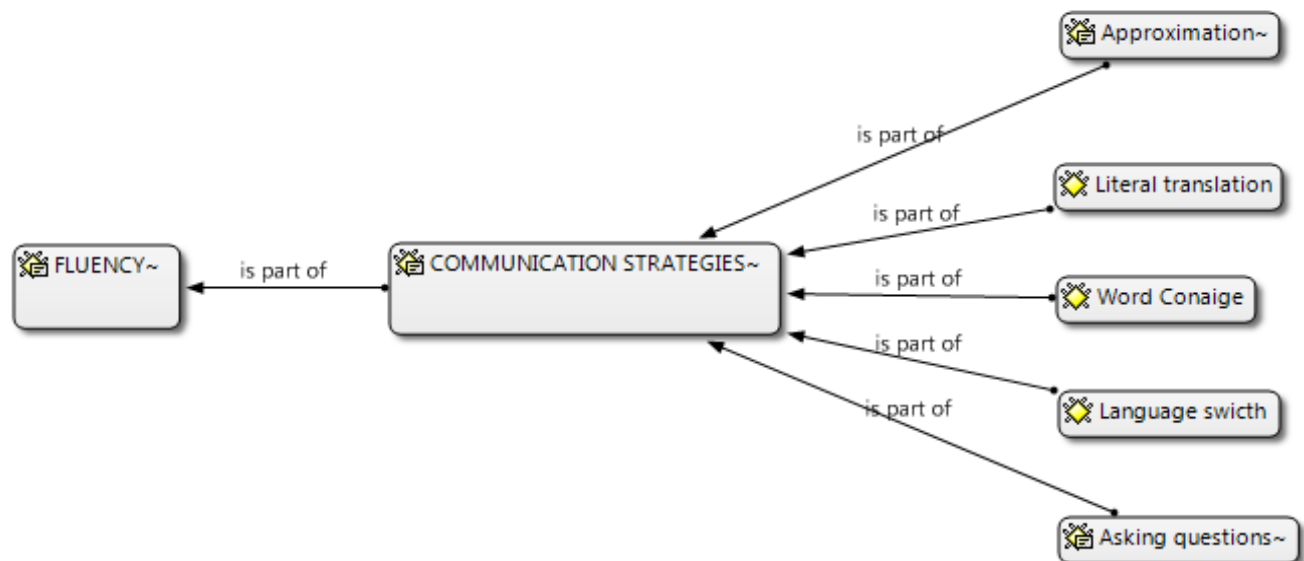 Approximation~
is part of
Literal translation
is part of
FLUENCY~
is part of
COMMUNICATION STRATEGIES~
is part of
Word Conaige
is part of
Language swicth
is part of
Asking questions~